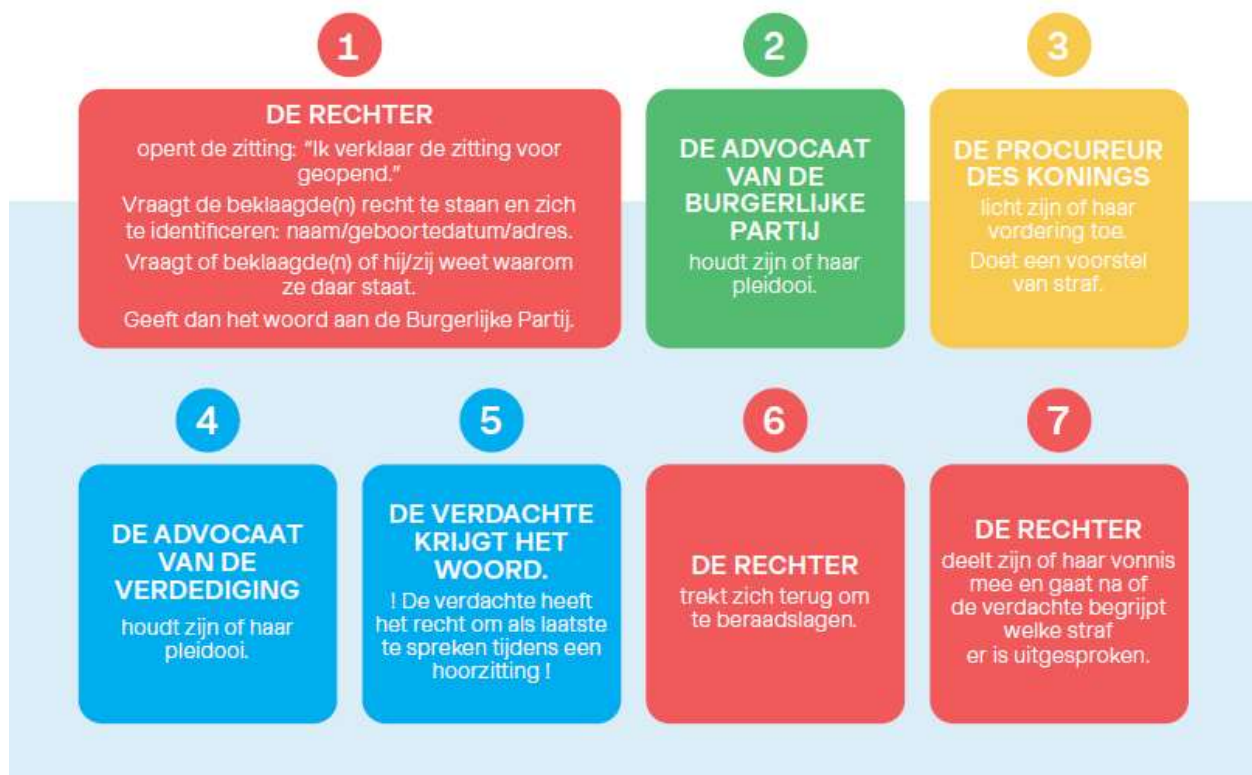 1
DE RECHTER
opent de zitting: "Ik verklaar de zitting voor
geopend."
Vraagt de beklaagde(n) recht te staan en zich
te identificeren: naam/geboortedatum/adres.
Vraagt of beklaagde(n) of hij/zij weet waarom
ze daar staat.
Geeft dan het woord aan de Burgerlijke Partij.
2
DE ADVOCAAT
VAN DE
BURGERLIJKE
PARTIJ
houdt zijn of haar
pleidooi.
3
DE PROCUREUR
DES KONINGS
licht zijn of haar
vordering toe.
Doet een voorstel
van straf.
4
DE ADVOCAAT
VAN DE
VERDEDIGING
houdt zijn of haar
pleidooi.
5
DE VERDACHTE
KRIJGT HET
WOORD.
! De verdachte heeft
het recht om als laatste
te spreken tijdens een
hoorzitting !
6
DE RECHTER
trekt zich terug om
te beraadslagen.
7
DE RECHTER
deelt zijn of haar vonnis
mee en gaat na of
de verdachte begrijpt
welke straf
er is uitgesproken.